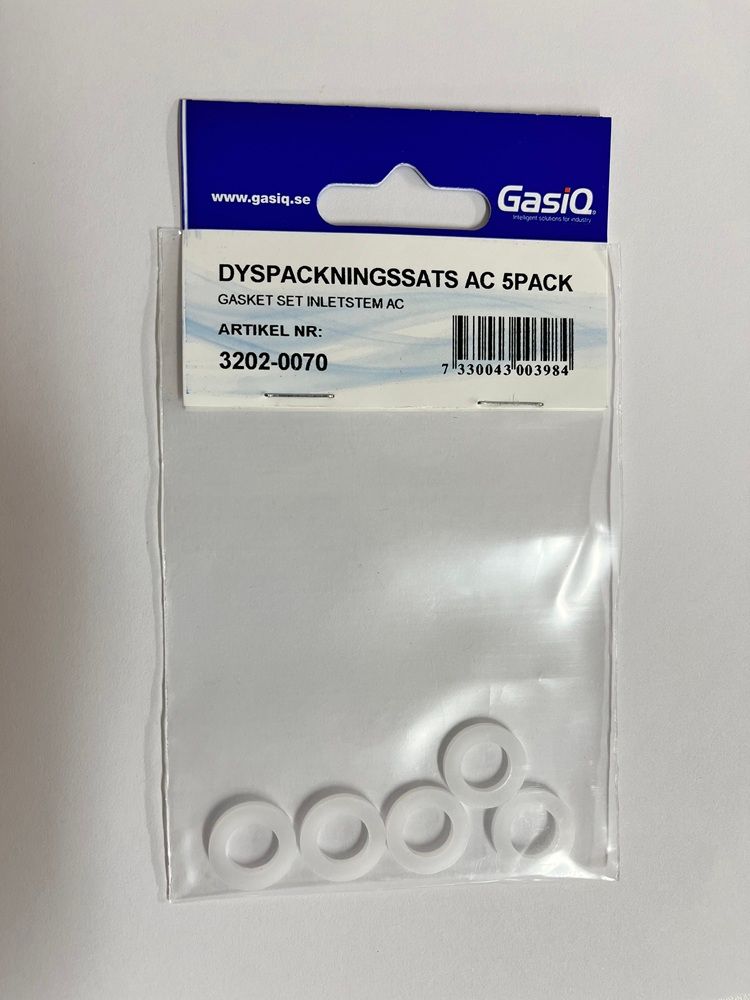 www.gasiq.se
GasiQ
Intelligent solutions for industry
DYSPACKNINGSSATS AC 5PACK
GASKET SET INLETSTEM AC
ARTIKEL NR:
3202-0070
7 330043 003984